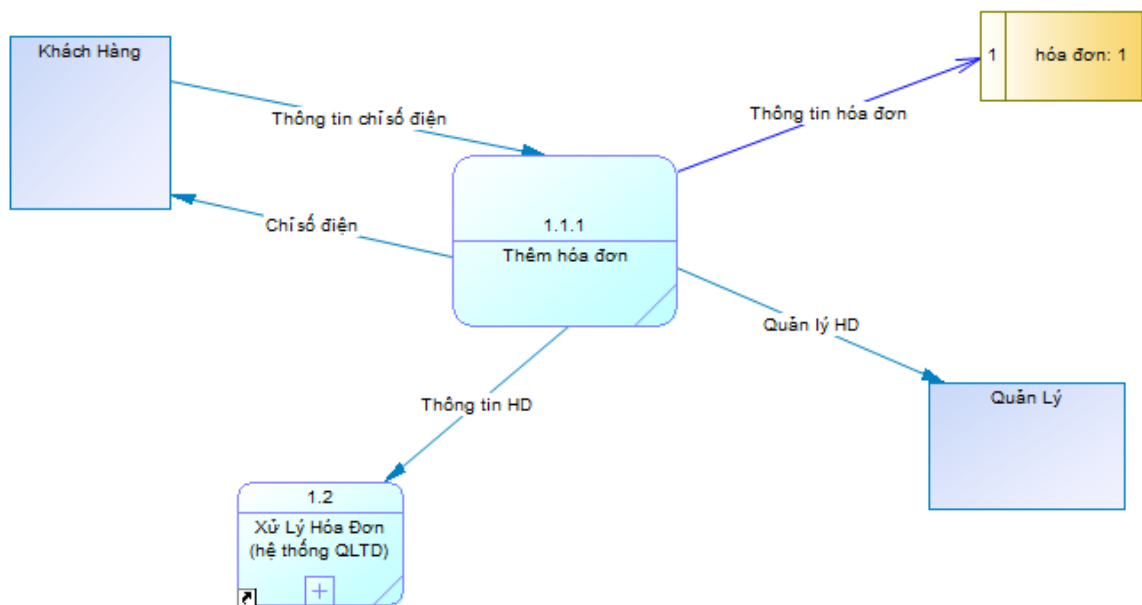 Khách Hàng
1
hóa đơn: 1
Thông tin chỉ số điện
Thông tin hóa đơn
Chỉ số điện
1.1.1
Thêm hóa đơn
Quản lý HD
Thông tin HD
Quản Lý
1.2
Xử Lý Hóa Đơn
(hệ thống QLTD)